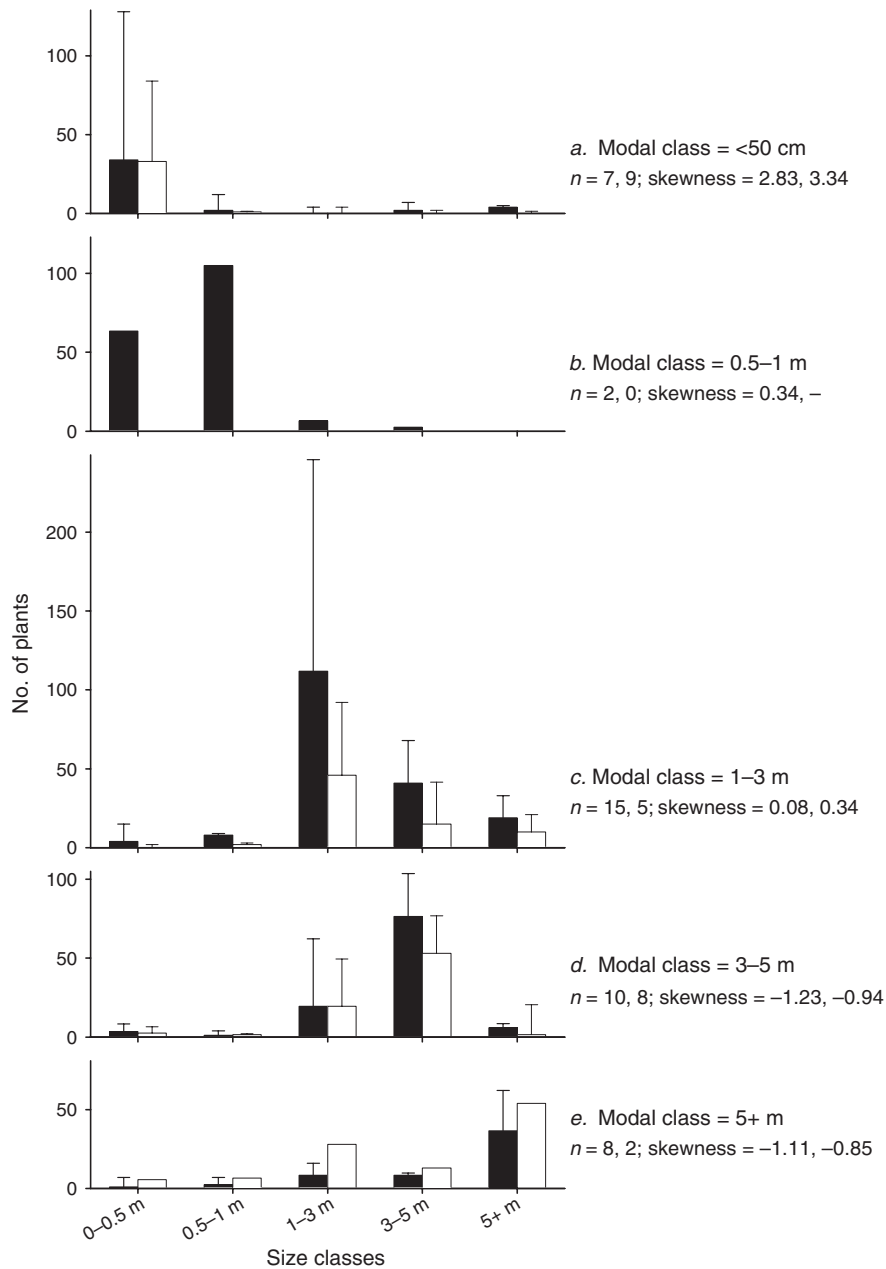 100
50
0
a. Modal class = <50 cm
n = 7, 9; skewness = 2.83, 3.34
100
50
0
b. Modal class = 0.5–1 m
n = 2, 0; skewness = 0.34, –
No. of plants
200
150
100
50
0
c. Modal class = 1–3 m
n = 15, 5; skewness = 0.08, 0.34
100
50
0
d. Modal class = 3–5 m
n = 10, 8; skewness = –1.23, –0.94
50
0
e. Modal class = 5+ m
n = 8, 2; skewness = –1.11, –0.85
0–0.5 m
0.5–1 m
1–3 m
3–5 m
5+ m
Size classes